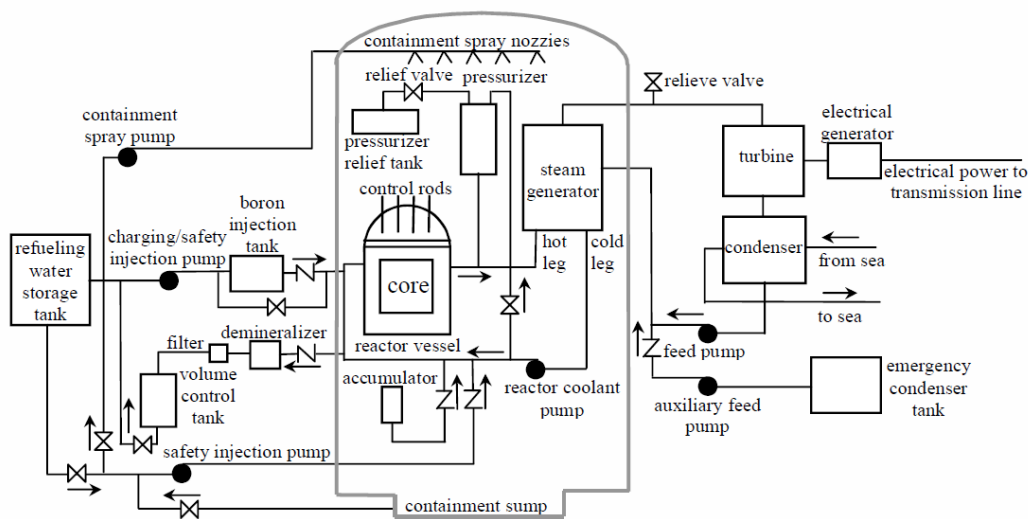 containment spray nozzies
relief valve
pressurizer
relieve valve
containment
spray pump
electrical
generator
pressurizer
relief tank
steam
generator
turbine
electrical power to
transmission line
control rods
boron
injection
tank
charging/safety
injection pump
refueling
water
storage
tank
hot
leg
cold
leg
condenser
from sea
core
to sea
filter
demineralizer
reactor vessel
feed pump
volume
control
tank
accumulator
reactor coolant
pump
emergency
condenser
tank
auxiliary feed
pump
safety injection pump
containment sump